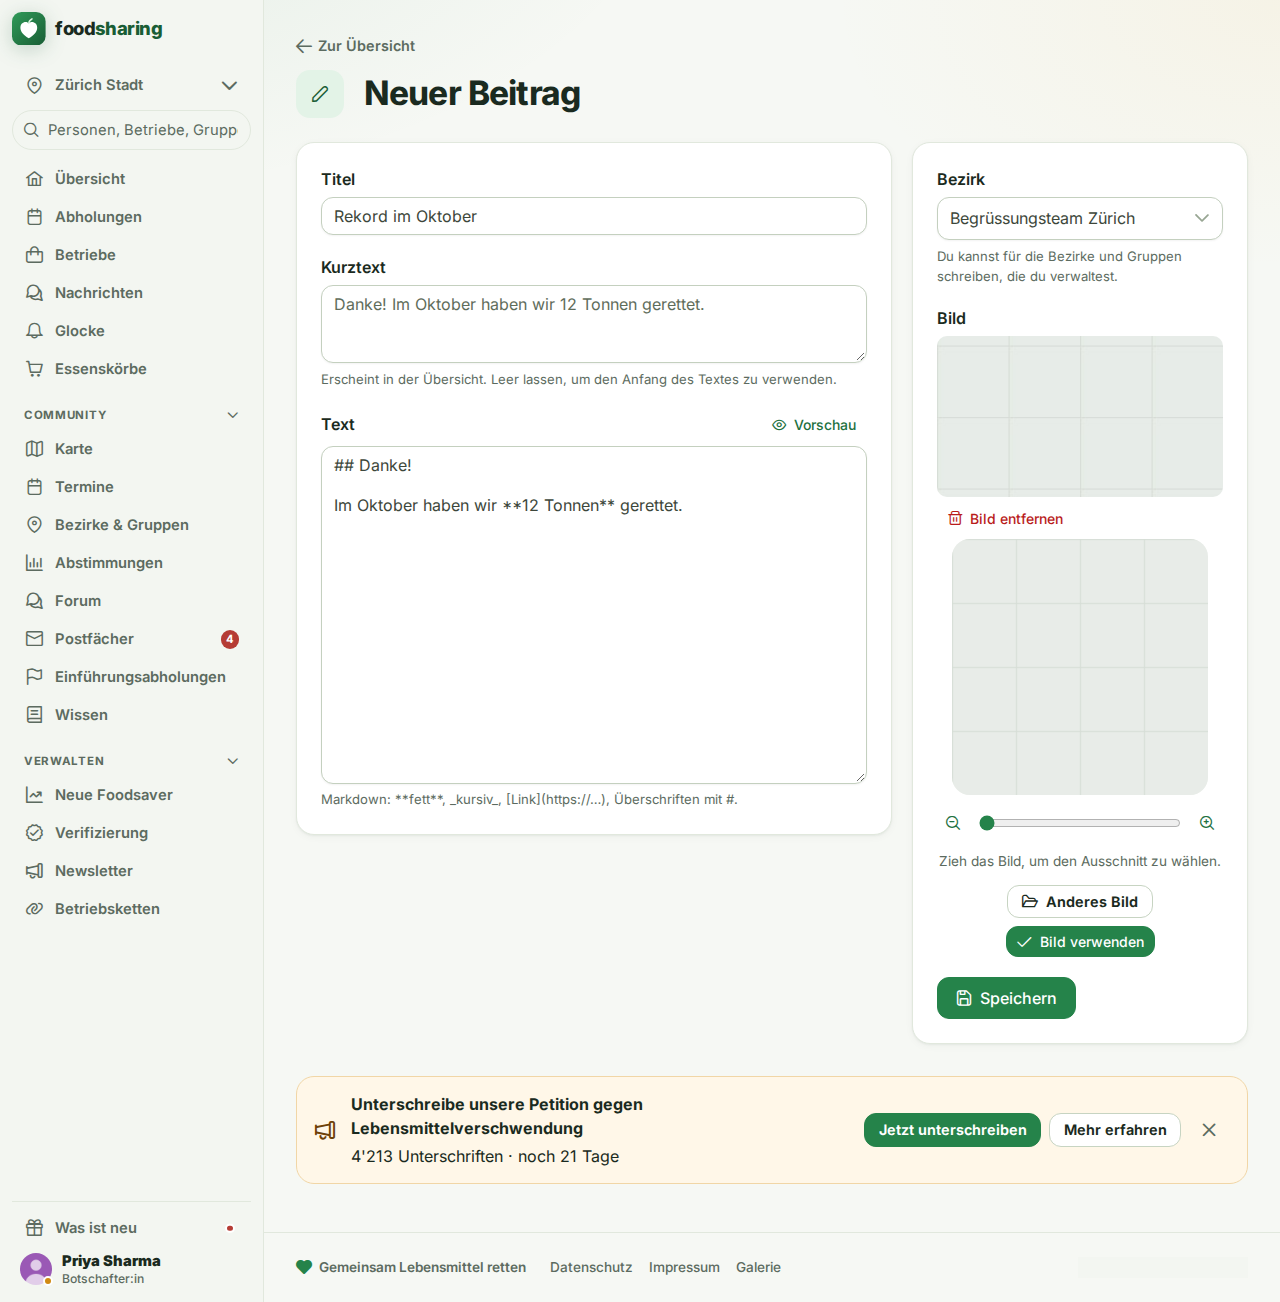 foodsharing
Zürich Stadt
Personen, Betriebe, Grupp
Übersicht
Abholungen
Betriebe
Nachrichten
Glocke
Essenskörbe
COMMUNITY
Karte
Termine
Bezirke & Gruppen
Abstimmungen
Forum
Postfächer
4
Einführungsabholungen
Wissen
VERWALTEN
Neue Foodsaver
Verifizierung
Newsletter
Betriebsketten
Was ist neu
Priya Sharma
Botschafter:in
Zur Übersicht
Neuer Beitrag
Titel
Rekord im Oktober
Kurztext
Danke! Im Oktober haben wir 12 Tonnen gerettet.
Erscheint in der Übersicht. Leer lassen, um den Anfang des Textes zu verwenden.
Text
Vorschau
## Danke!
Im Oktober haben wir **12 Tonnen** gerettet.
Markdown: **fett**, _kursiv_, [Link](https://…), Überschriften mit #.
Bezirk
Begrüssungsteam Zürich
Du kannst für die Bezirke und Gruppen
schreiben, die du verwaltest.
Bild
Bild entfernen
Zieh das Bild, um den Ausschnitt zu wählen.
Anderes Bild
Bild verwenden
Speichern
Unterschreibe unsere Petition gegen
Lebensmittelverschwendung
4'213 Unterschriften · noch 21 Tage
Jetzt unterschreiben
Mehr erfahren
Gemeinsam Lebensmittel retten
Datenschutz
Impressum
Galerie